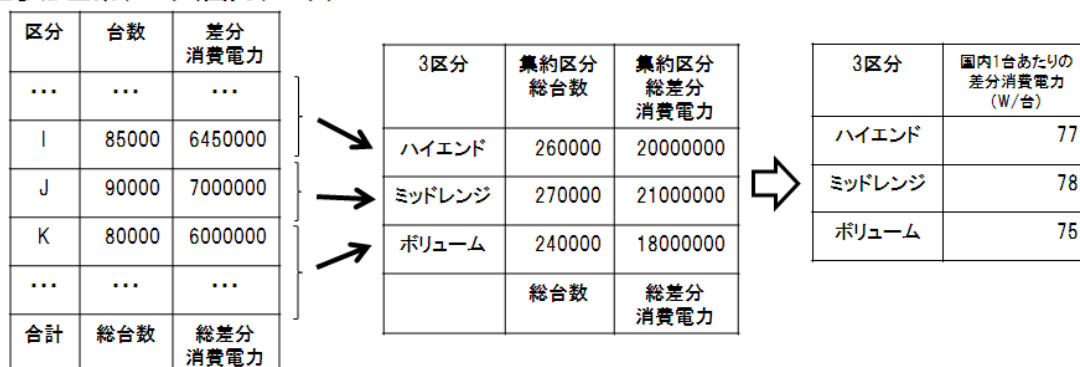 区分 台数 差分
消費電力
… … …
I 85000 6450000
J 90000 7000000
K 80000 6000000
… … …
合計 総台数 総差分
消費電力
3区分 集約区分 集約区分
総台数 総差分
消費電力
ハイエンド 260000 20000000
ミッドレンジ 270000 21000000
ボリューム 240000 18000000
総台数 総差分
消費電力
3区分 国内1台あたりの
差分消費電力
(W/台)
ハイエンド 77
ミッドレンジ 78
ボリューム 75